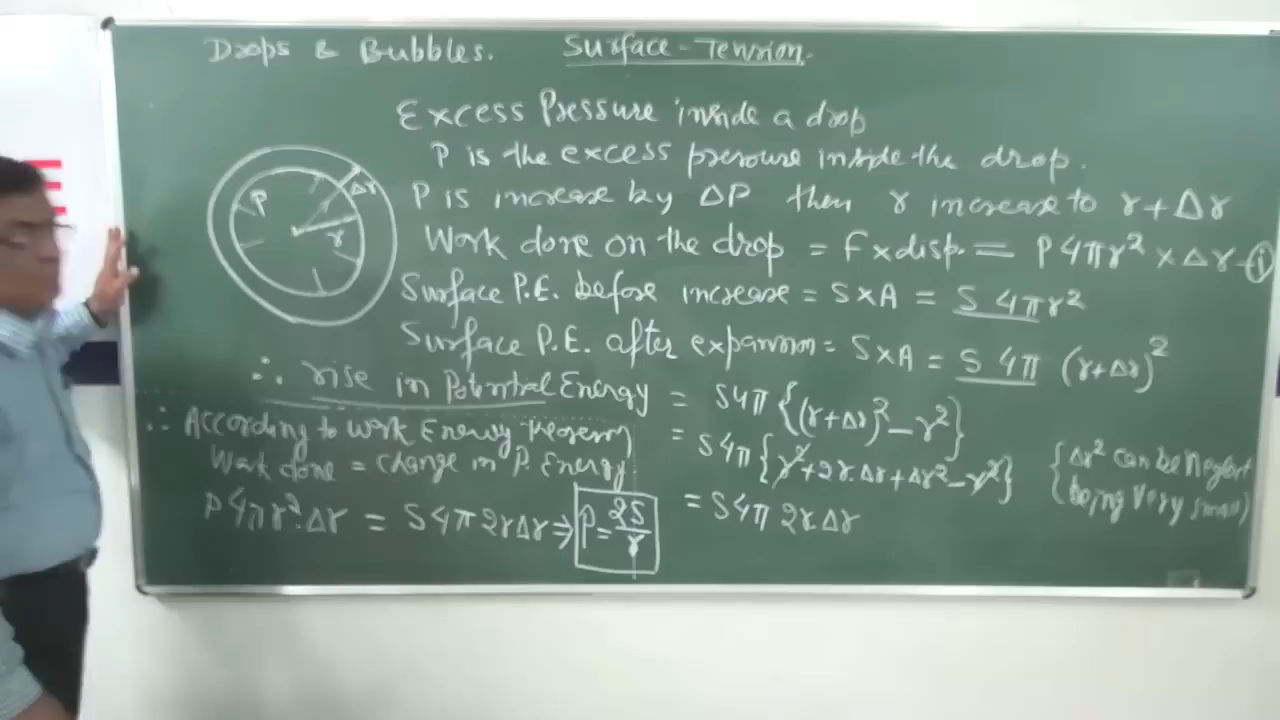 Drops & Bubbles. Surface-Tension.
Excess Pressure inside a drop
P is the excess pressure inside the drop.
P is increase by ΔP then r increase to r+Δr
Work done on the drop = F x disp. = P 4πr² x Δr - (i)
Surface P.E. before increase = S x A = S 4πr²
Surface P.E. after expansion = S x A = S 4π (r+Δr)²
∴ rise in Potential Energy = S4π {(r+Δr)² - r²}
= S4π {r²+2r.Δr+Δr²-r²} {Δr² can be neglect
being very small}
= S4π 2rΔr
∴ According to Work Energy Theorem
Work done = change in P. Energy
P4πr².Δr = S4π2rΔr ⇒ P = 2S/r
P
Δr
r